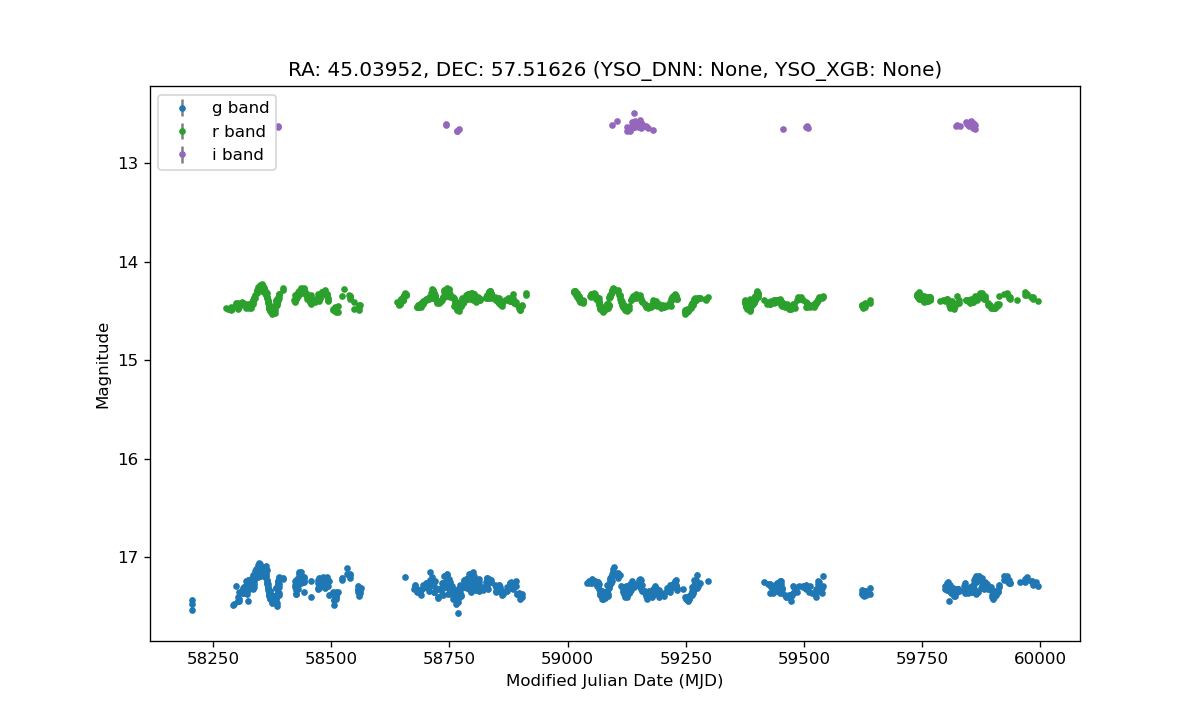 RA: 45.03952, DEC: 57.51626 (YSO_DNN: None, YSO_XGB: None)
g band
r band
i band
13
14
15
16
17
Magnitude
58250 58500 58750 59000 59250 59500 59750 60000
Modified Julian Date (MJD)